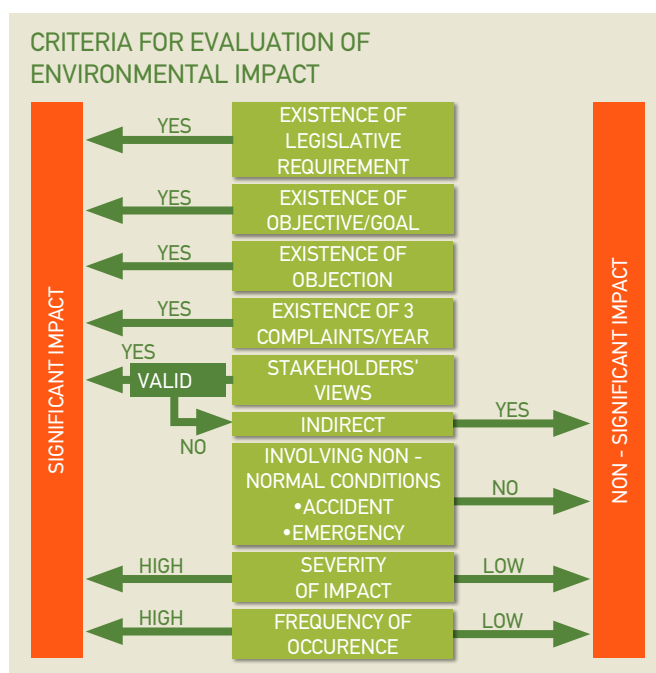 CRITERIA FOR EVALUATION OF
ENVIRONMENTAL IMPACT
SIGNIFICANT IMPACT
YES
EXISTENCE OF
LEGISLATIVE
REQUIREMENT
YES
EXISTENCE OF
OBJECTIVE/GOAL
YES
EXISTENCE OF
OBJECTION
YES
EXISTENCE OF 3
COMPLAINTS/YEAR
YES
VALID
STAKEHOLDERS'
VIEWS
NO
INDIRECT
YES
INVOLVING NON -
NORMAL CONDITIONS
•ACCIDENT
•EMERGENCY
NO
HIGH
SEVERITY
OF IMPACT
LOW
HIGH
FREQUENCY OF
OCCURENCE
LOW
NON - SIGNIFICANT IMPACT